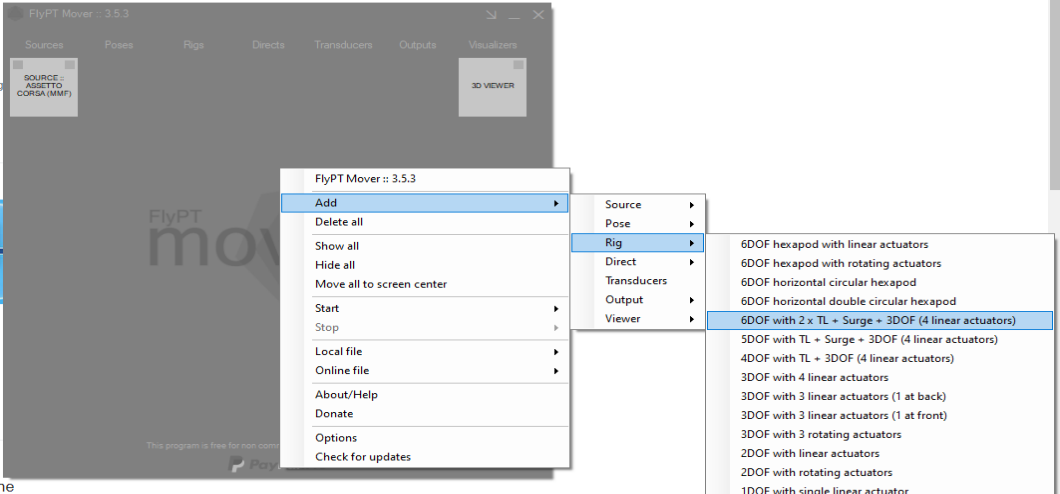 FlyPT Mover :: 3.5.3
Sources Poses Rigs Directs Transducers Outputs Visualizers
SOURCE ::
ASSETTO
CORSA (MMF)
3D VIEWER
FlyPT
mov
FlyPT Mover :: 3.5.3
Add
Delete all
Show all
Hide all
Move all to screen center
Start
Stop
Local file
Online file
About/Help
Donate
Options
Check for updates
Source
Pose
Rig
Direct
Transducers
Output
Viewer
6DOF hexapod with linear actuators
6DOF hexapod with rotating actuators
6DOF horizontal circular hexapod
6DOF horizontal double circular hexapod
6DOF with 2 x TL + Surge + 3DOF (4 linear actuators)
5DOF with TL + Surge + 3DOF (4 linear actuators)
4DOF with TL + 3DOF (4 linear actuators)
3DOF with 4 linear actuators
3DOF with 3 linear actuators (1 at back)
3DOF with 3 linear actuators (1 at front)
3DOF with 3 rotating actuators
2DOF with linear actuators
2DOF with rotating actuators
1DOF with single linear actuator
This program is free for non comm
Pay
ne